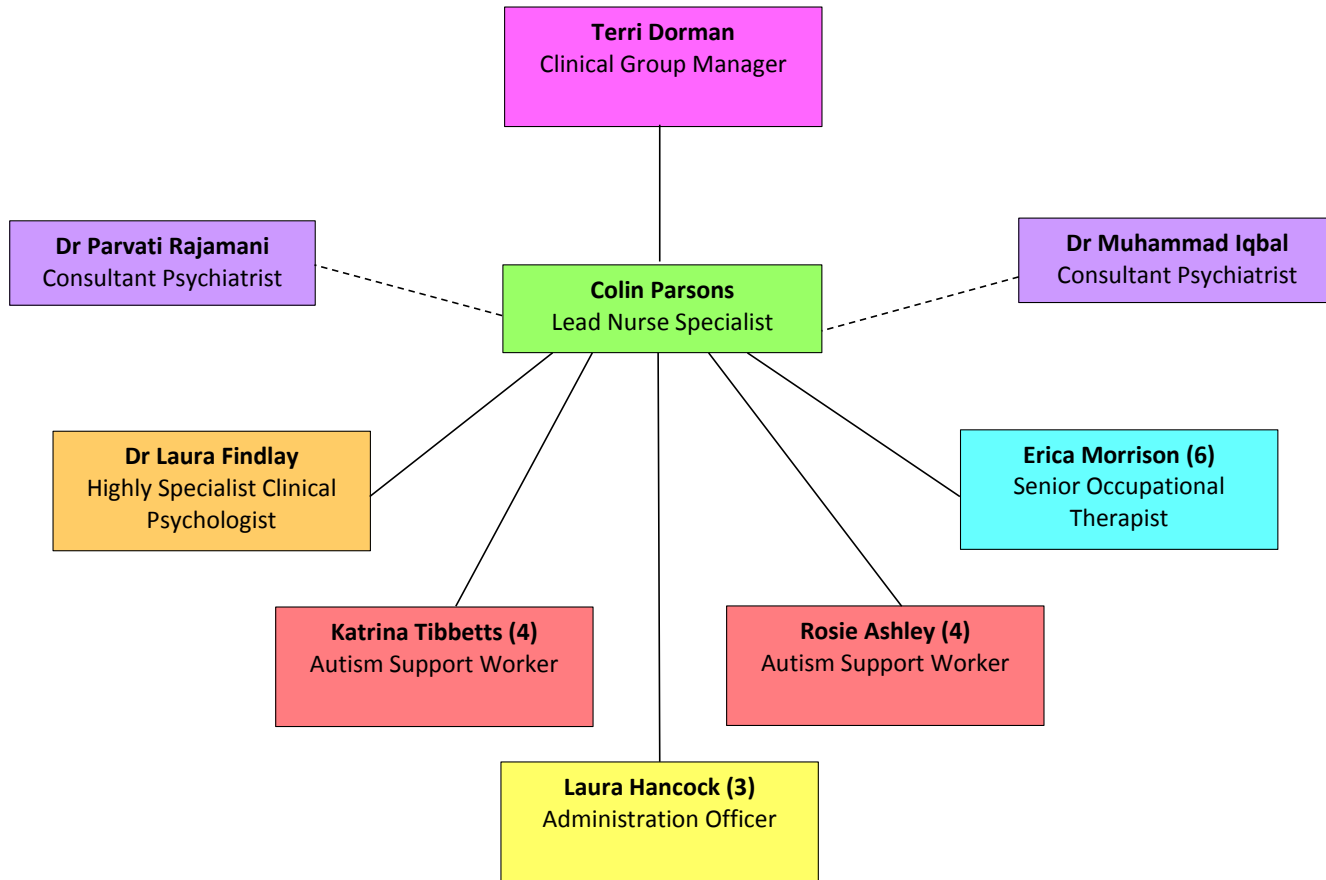 Terri Dorman
Clinical Group Manager
Dr Parvati Rajamani
Consultant Psychiatrist
Dr Muhammad Iqbal
Consultant Psychiatrist
Colin Parsons
Lead Nurse Specialist
Dr Laura Findlay
Highly Specialist Clinical
Psychologist
Erica Morrison (6)
Senior Occupational
Therapist
Katrina Tibbetts (4)
Autism Support Worker
Rosie Ashley (4)
Autism Support Worker
Laura Hancock (3)
Administration Officer